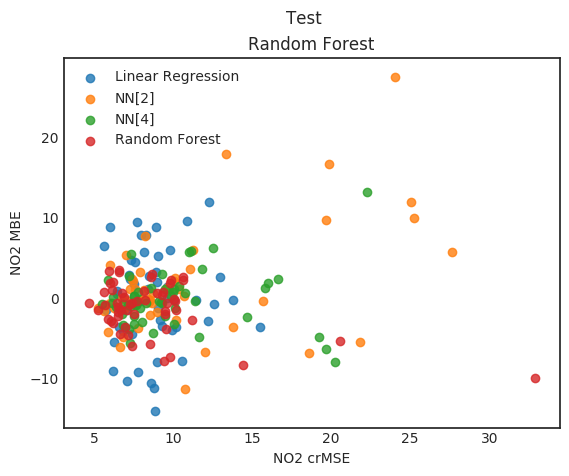 Test
Random Forest
Linear Regression
NN[2]
NN[4]
Random Forest
NO2 MBE
20
10
0
−10
5 10 15 20 25 30
NO2 crMSE